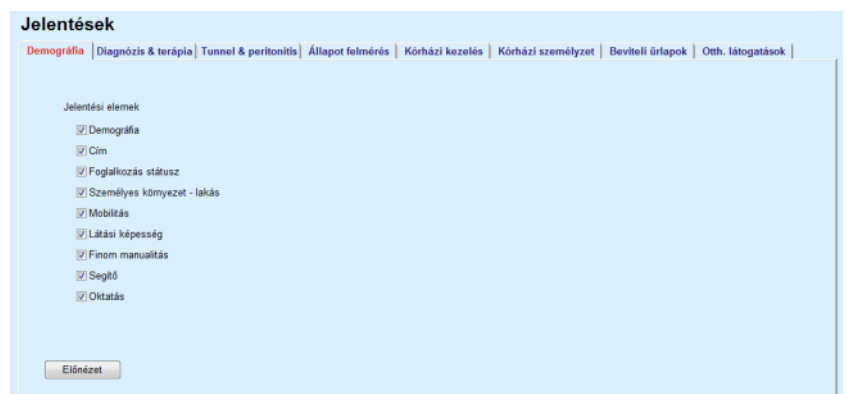 Jelentések
Demográfia Diagnózis & terápia Tunnel & peritonitis Állapot felmérés Kórházi kezelés Kórházi személyzet Beviteli űrlapok Otth. látogatások
Jelentési elemek
Demográfia
Cím
Foglalkozás státusz
Személyes környezet - lakás
Mobilitás
Látási képesség
Finom manualitás
Segítő
Oktatás
Előnézet